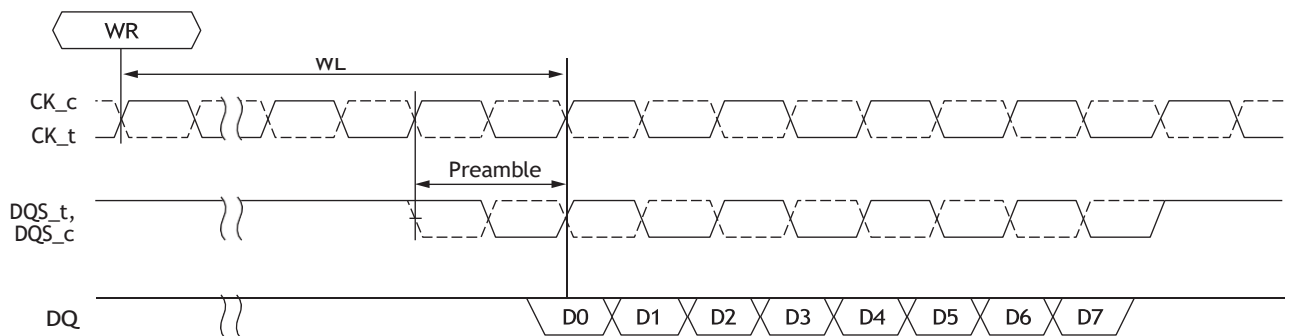 WR
WL
CK_c
CK_t
Preamble
DQS_t,
DQS_c
DQ D0 D1 D2 D3 D4 D5 D6 D7